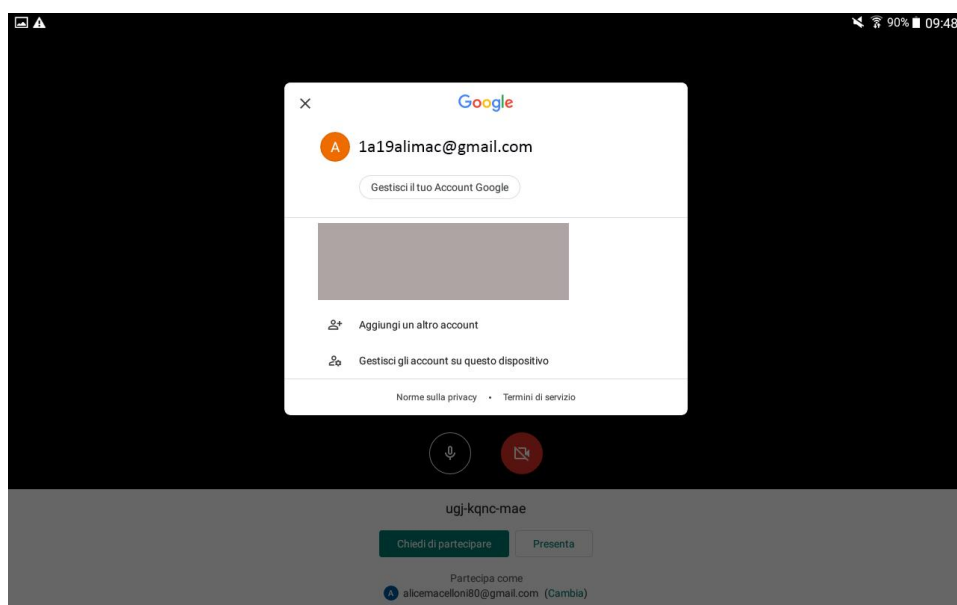 90% 09:48
Google
A 1a19alimac@gmail.com
Gestisci il tuo Account Google
Aggiungi un altro account
Gestisci gli account su questo dispositivo
Norme sulla privacy • Termini di servizio
ugj-kqnc-mae
Chiedi di partecipare Presenta
Partecipa come
A alicemacelloni80@gmail.com (Cambia)